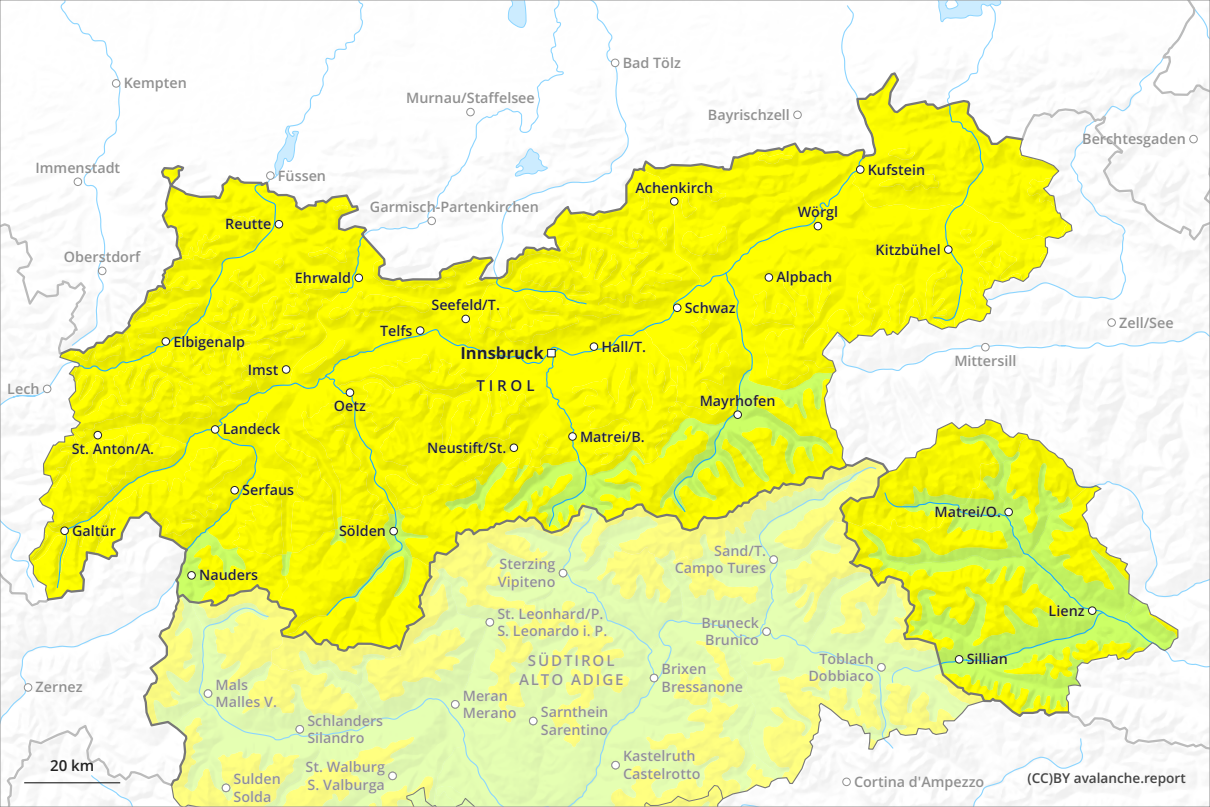 Bad Tölz
Kempten
Murnau/Staffelsee
Bayrischzell
Berchtesgaden
Immenstadt
Füssen
Kufstein
Achenkirch
Garmisch-Partenkirchen
Wörgl
Reutte
Kitzbühel
Oberstdorf
Ehrwald
Alpbach
Seefeld/T.
Schwaz
Zell/See
Telfs
Elbigenalp
Innsbruck
Hall/T.
Mittersill
Imst
TIROL
Lech
Oetz
Mayrhofen
Landeck
Matrei/B.
St. Anton/A.
Neustift/St.
Serfaus
Matrei/O.
Galtür
Sölden
Sand/T.
Campo Tures
Sterzing
Vipiteno
Nauders
Lienz
St. Leonhard/P.
S. Leonardo i. P.
Bruneck
Brunico
SÜDTIROL
ALTO ADIGE
Sillian
Toblach
Dobbiaco
Brixen
Bressanone
Zernez
Mals
Malles V.
Meran
Merano
Sarnthein
Sarentino
Schlanders
Silandro
Kastelruth
Castelrotto
St. Walburg
S. Valburga
20 km
Sulden
Solda
Cortina d'Ampezzo
(CC)BY avalanche.report